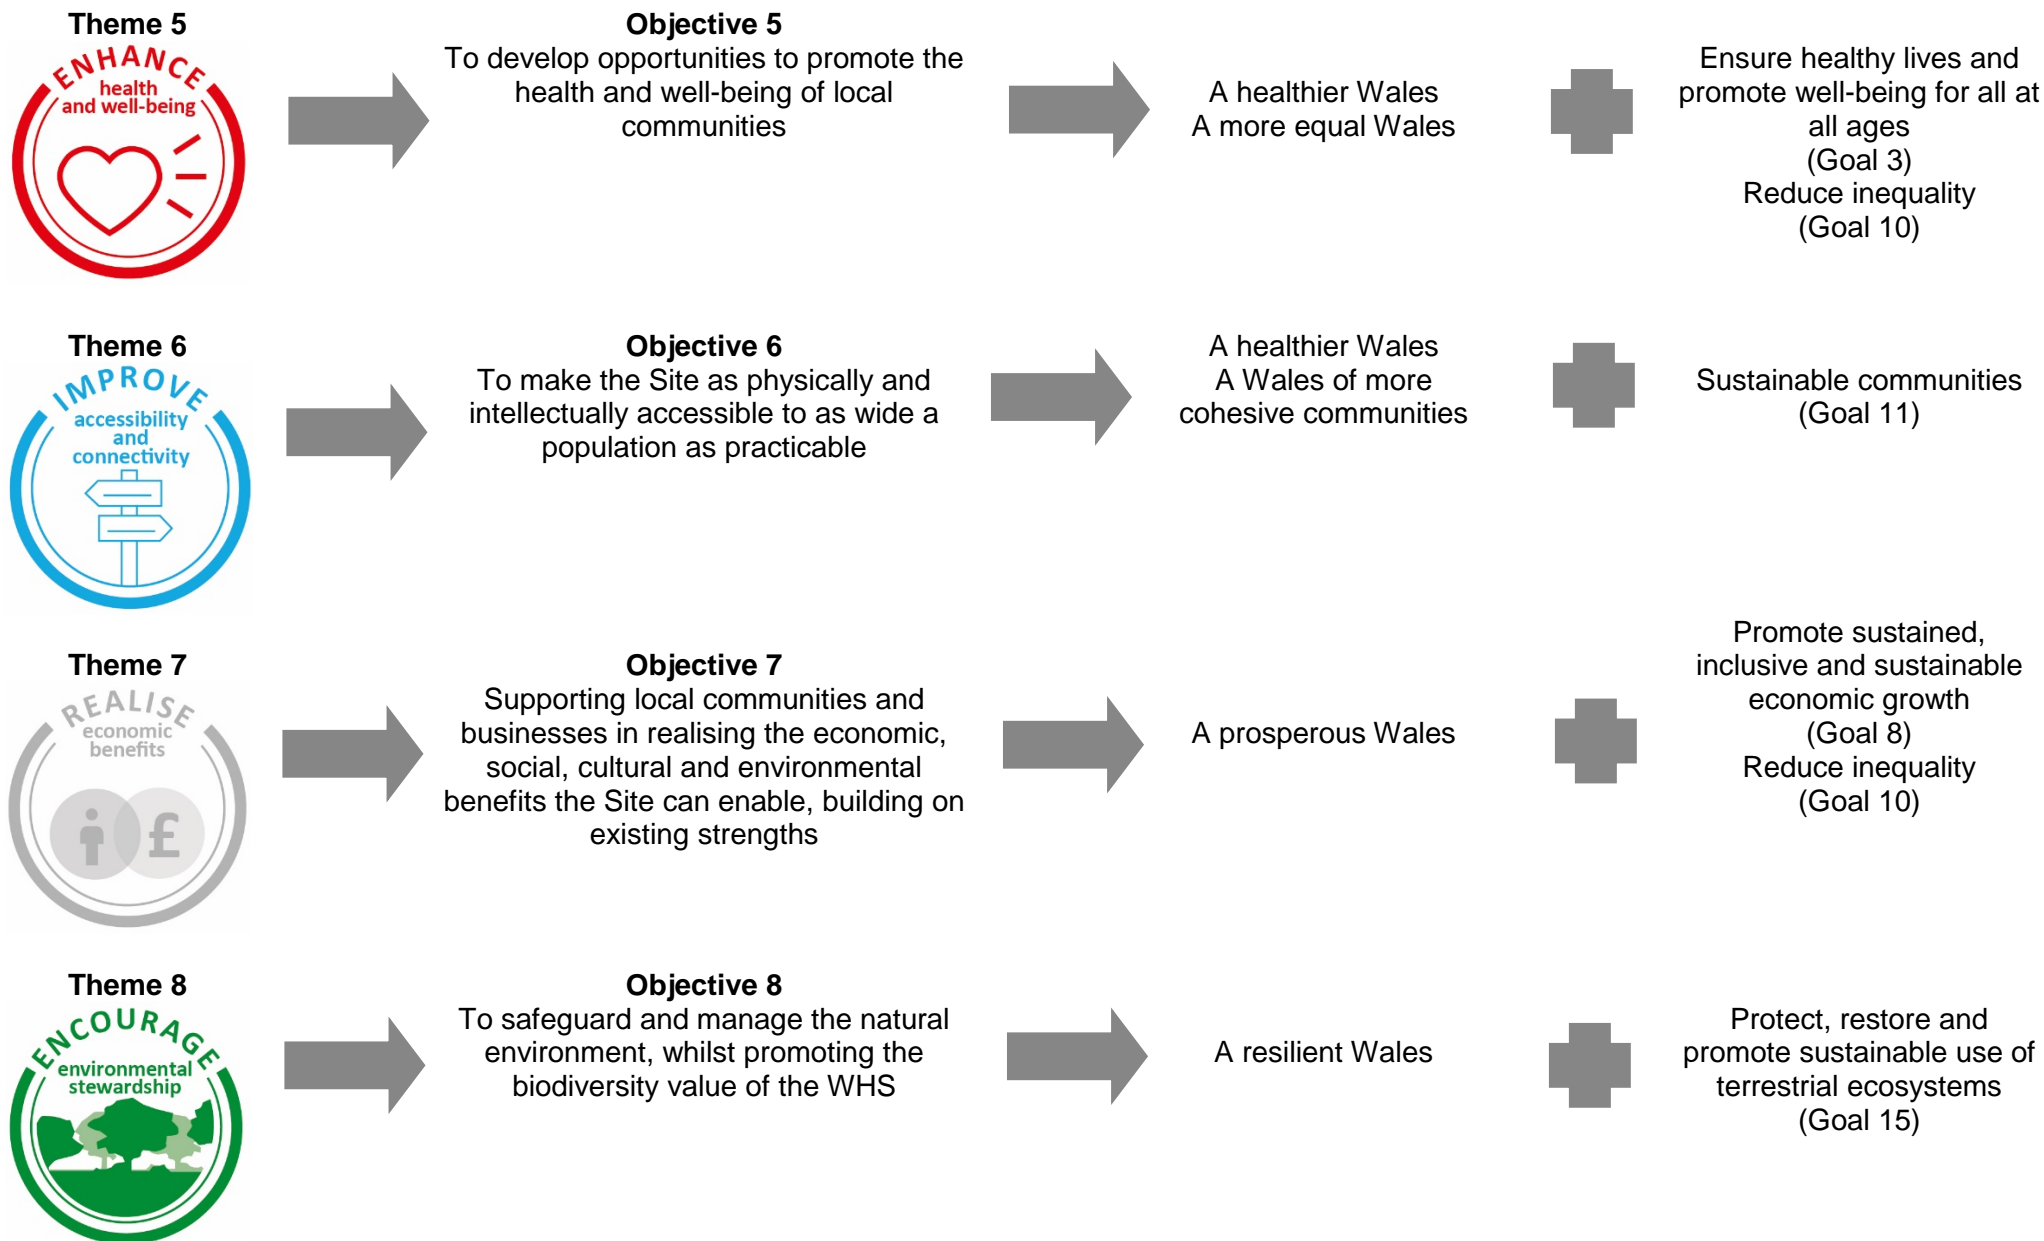 Theme 5
ENHANCE
health
and well-being
Objective 5
To develop opportunities to promote the
health and well-being of local
communities
A healthier Wales
A more equal Wales
Ensure healthy lives and
promote well-being for all at
all ages
(Goal 3)
Reduce inequality
(Goal 10)
Theme 6
IMPROVE
accessibility
and
connectivity
Objective 6
To make the Site as physically and
intellectually accessible to as wide a
population as practicable
A healthier Wales
A Wales of more
cohesive communities
Sustainable communities
(Goal 11)
Theme 7
REALISE
economic
benefits
£
Objective 7
Supporting local communities and
businesses in realising the economic,
social, cultural and environmental
benefits the Site can enable, building on
existing strengths
A prosperous Wales
Promote sustained,
inclusive and sustainable
economic growth
(Goal 8)
Reduce inequality
(Goal 10)
Theme 8
ENCOURAGE
environmental
stewardship
Objective 8
To safeguard and manage the natural
environment, whilst promoting the
biodiversity value of the WHS
A resilient Wales
Protect, restore and
promote sustainable use of
terrestrial ecosystems
(Goal 15)